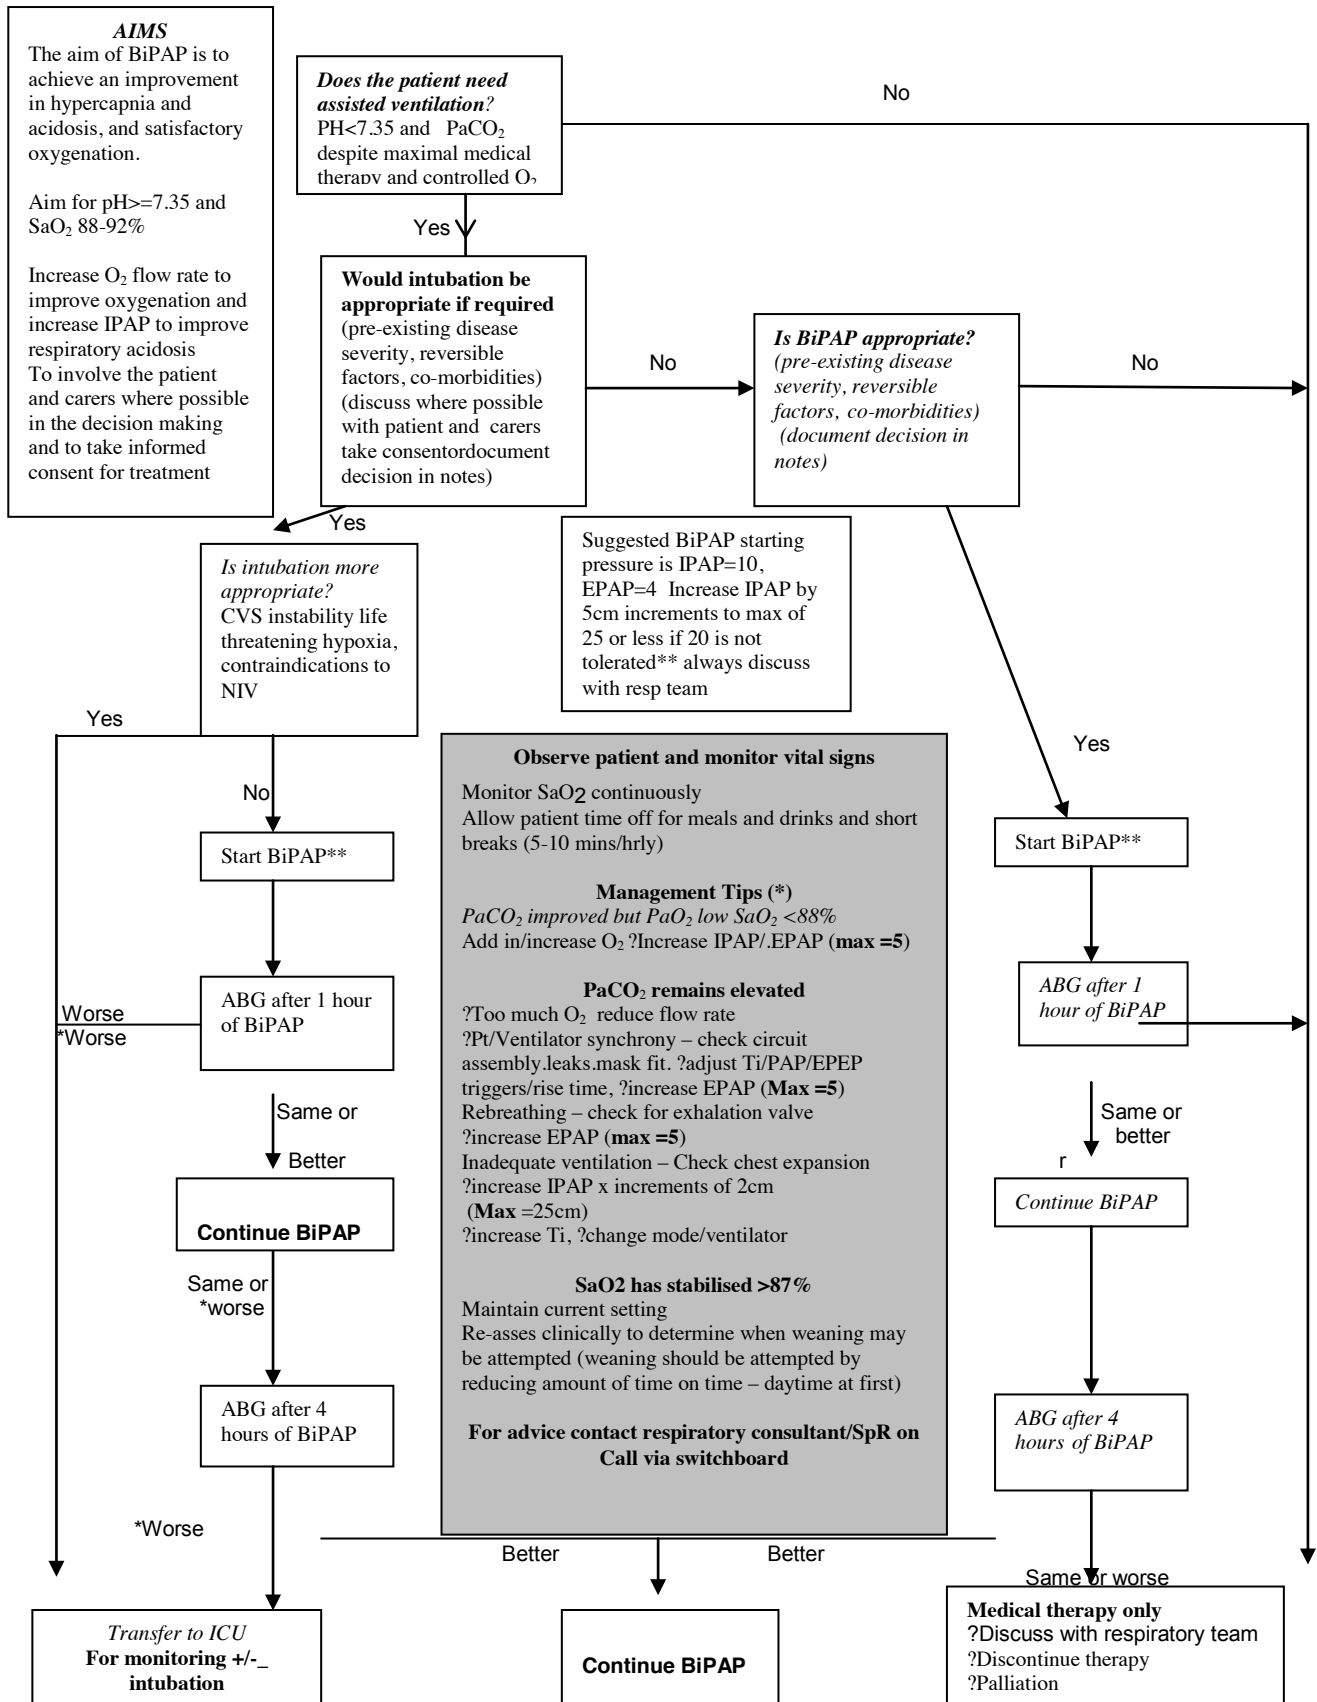 AIMS
The aim of BiPAP is to
achieve an improvement
in hypercapnia and
acidosis, and satisfactory
oxygenation.
Aim for pH>=7.35 and
SaO2 88-92%
Increase O2 flow rate to
improve oxygenation and
increase IPAP to improve
respiratory acidosis
To involve the patient
and carers where possible
in the decision making
and to take informed
consent for treatment
Does the patient need
assisted ventilation?
PH<7.35 and PaCO2
despite maximal medical
therapy and controlled O2
No
Yes
Would intubation be
appropriate if required
(pre-existing disease
severity, reversible
factors, co-morbidities)
(discuss where possible
with patient and carers
take consentordocument
decision in notes)
No
Is BiPAP appropriate?
(pre-existing disease
severity, reversible
factors, co-morbidities)
(document decision in
notes)
No
Yes
Is intubation more
appropriate?
CVS instability life
threatening hypoxia,
contraindications to
NIV
Suggested BiPAP starting
pressure is IPAP=10,
EPAP=4 Increase IPAP by
5cm increments to max of
25 or less if 20 is not
tolerated** always discuss
with resp team
Yes
No
Yes
Start BiPAP**
ABG after 1 hour
of BiPAP
Worse
*Worse
Same or
Better
Continue BiPAP
Same or
*worse
ABG after 4
hours of BiPAP
*Worse
Transfer to ICU
For monitoring +/-_
intubation
Observe patient and monitor vital signs
Monitor SaO2 continuously
Allow patient time off for meals and drinks and short
breaks (5-10 mins/hrly)
Management Tips (*)
PaCO2 improved but PaO2 low SaO2 <88%
Add in/increase O2 ?Increase IPAP/.EPAP (max =5)
PaCO2 remains elevated
?Too much O2 reduce flow rate
?Pt/Ventilator synchrony – check circuit
assembly.leaks.mask fit. ?adjust Ti/PAP/EPEP
triggers/rise time, ?increase EPAP (Max =5)
Rebreathing – check for exhalation valve
?increase EPAP (max =5)
Inadequate ventilation – Check chest expansion
?increase IPAP x increments of 2cm
(Max =25cm)
?increase Ti, ?change mode/ventilator
SaO2 has stabilised >87%
Maintain current setting
Re-asses clinically to determine when weaning may
be attempted (weaning should be attempted by
reducing amount of time on time – daytime at first)
For advice contact respiratory consultant/SpR on
Call via switchboard
Better
Better
Continue BiPAP
Start BiPAP**
ABG after 1
hour of BiPAP
Same or
better
r
Continue BiPAP
ABG after 4
hours of BiPAP
Same or worse
Medical therapy only
?Discuss with respiratory team
?Discontinue therapy
?Palliation